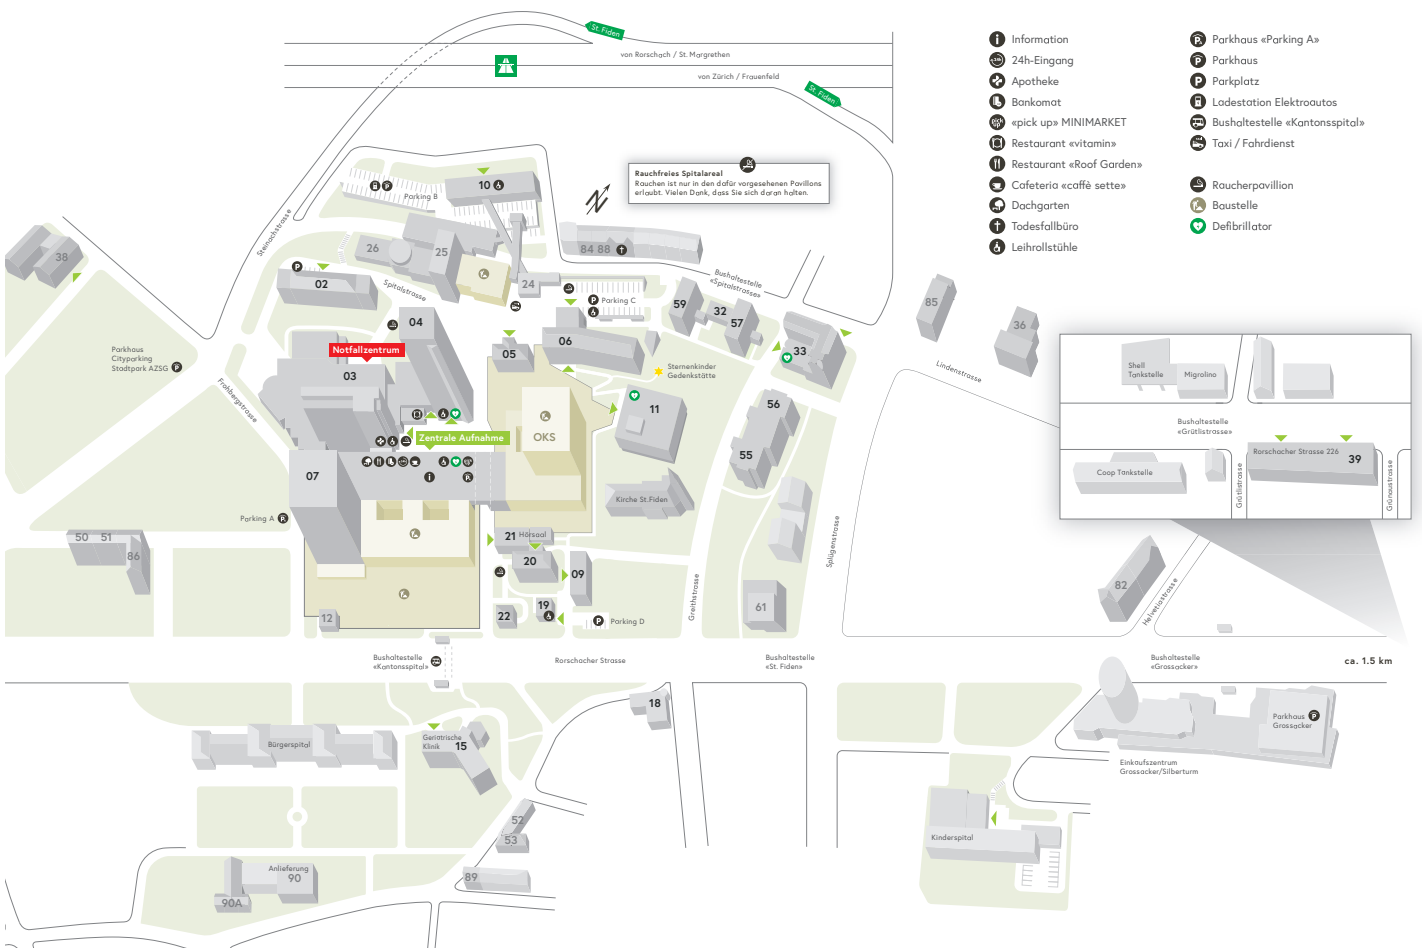 St. Fiden
von Rorschach / St. Margrethen
von Zürich / Frauenfeld
St. Fiden
Information
24h-Eingang
Apotheke
Bankomat
«pick up» MINIMARKET
Restaurant «vitamin»
Restaurant «Roof Garden»
Cafeteria «caffè sette»
Dachgarten
Todesfallbüro
Leihrollstühle
Parkhaus «Parking A»
Parkhaus
Parkplatz
Ladestation Elektroautos
Bushaltestelle «Kantonsspital»
Taxi / Fahrdienst
Raucherpavillion
Baustelle
Defibrillator
Rauchfreies Spitalareal
Rauchen ist nur in den dafür vorgesehenen Pavillons
erlaubt. Vielen Dank, dass Sie sich daran halten.
N
Steinachstrasse
Parking B
10
38
26
25
84 88
02
Spitalstrasse
24
Bushaltestelle
«Spitalstrasse»
Parking C
59
32
57
85
36
04
Notfallzentrum
03
05
06
33
Parkhaus
Cityparking
Stadtpark AZSG
Sternenkinder
Gedenkstätte
Lindenstrasse
Frohbergstrasse
11
56
Zentrale Aufnahme
OKS
55
07
Kirche St.Fiden
Parking A
50
51
86
21
Hörsaal
20
09
Splügenstrasse
Greithstrasse
12
22
19
61
Parking D
Shell
Tankstelle
Migrolino
Bushaltestelle
«Grütlistrasse»
Rorschacher Strasse 226
39
Coop Tankstelle
Grütlistrasse
Grünaustrasse
82
Helvetiastrasse
Bushaltestelle
«Kantonsspital»
Rorschacher Strasse
Bushaltestelle
«St. Fiden»
Bushaltestelle
«Grossacker»
ca. 1.5 km
18
Bürgerspital
Geriatrische
Klinik
15
Parkhaus
Grossacker
Einkaufszentrum
Grossacker/Silberturm
52
53
Kinderspital
Anlieferung
90
90A
89